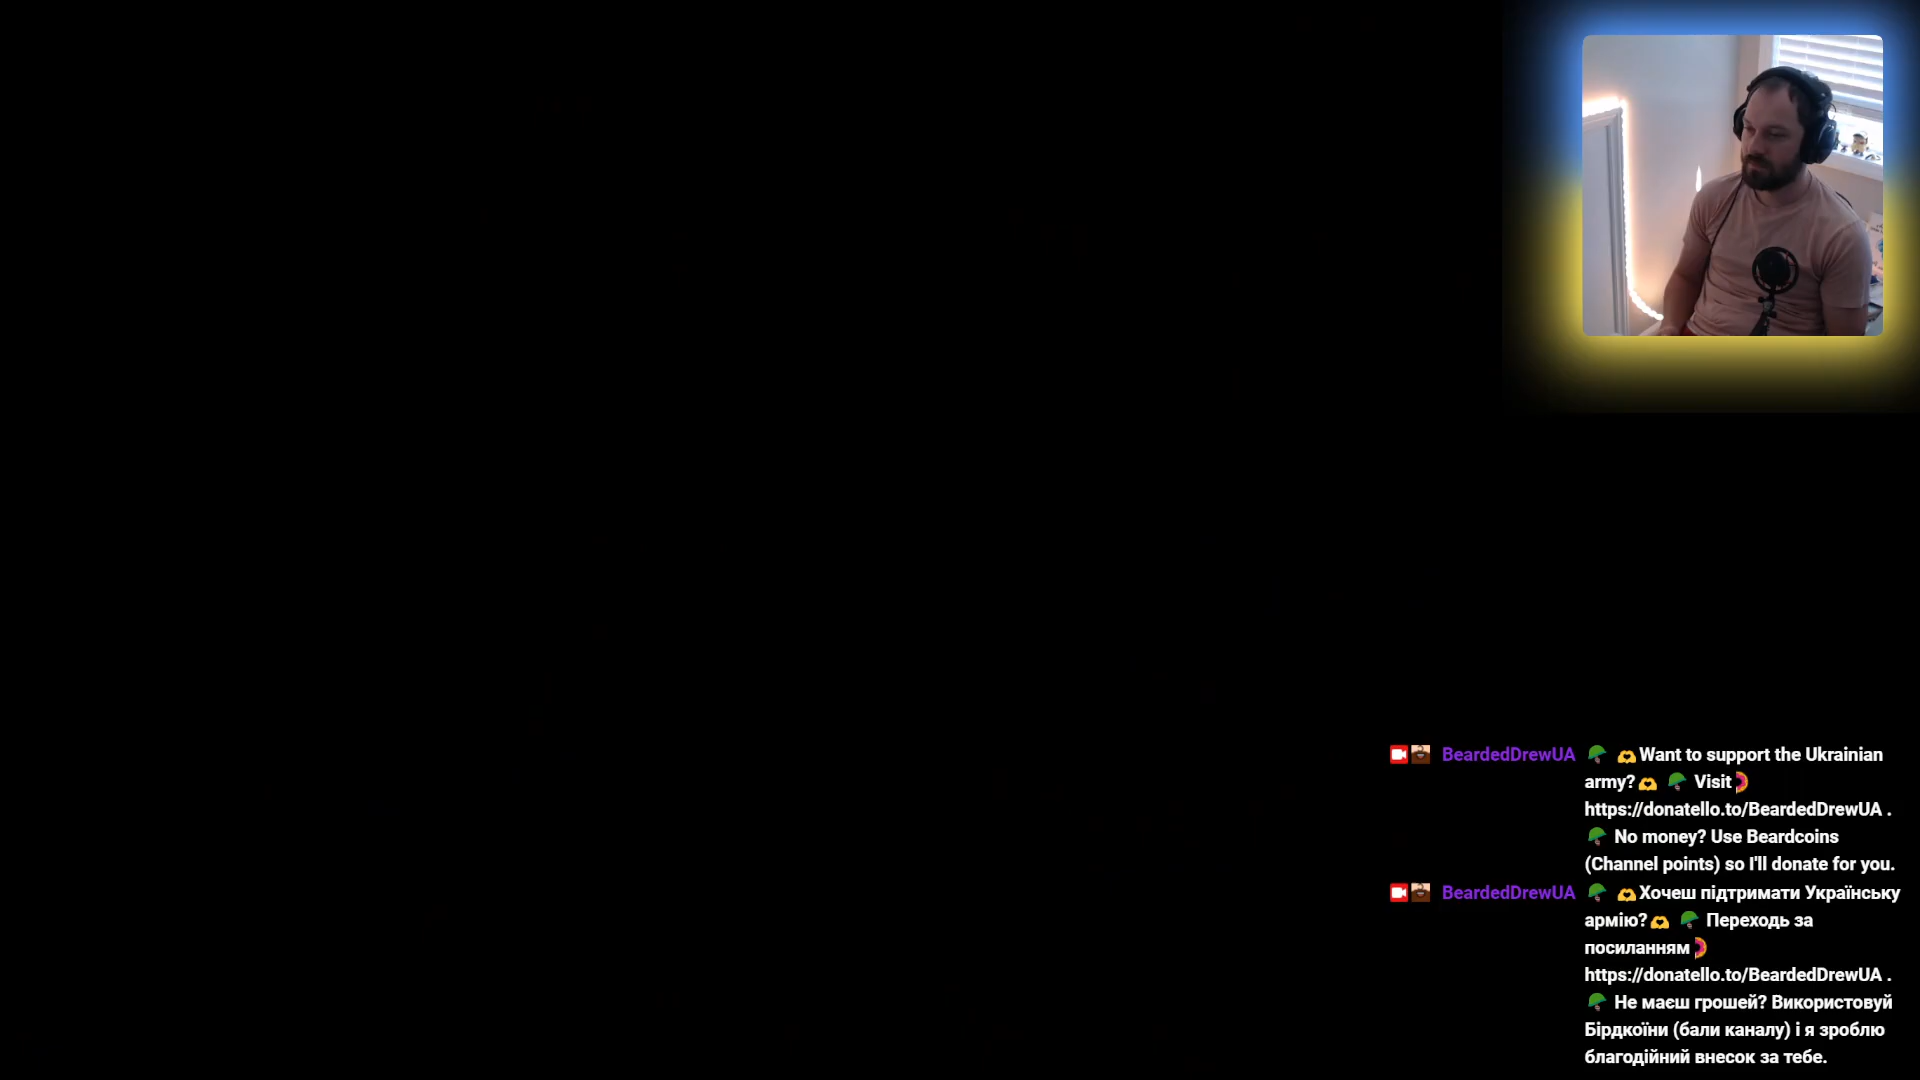 BeardedDrewUA 🪖 🫶Want to support the Ukrainian
army?🫶 🪖 Visit
https://donatello.to/BeardedDrewUA .
🪖 No money? Use Beardcoins
(Channel points) so I'll donate for you.
BeardedDrewUA 🪖 🫶Хочеш підтримати Українську
армію?🫶 🪖 Переходь за
посиланням
https://donatello.to/BeardedDrewUA .
🪖 Не маєш грошей? Використовуй
Бірдкоїни (бали каналу) і я зроблю
благодійний внесок за тебе.